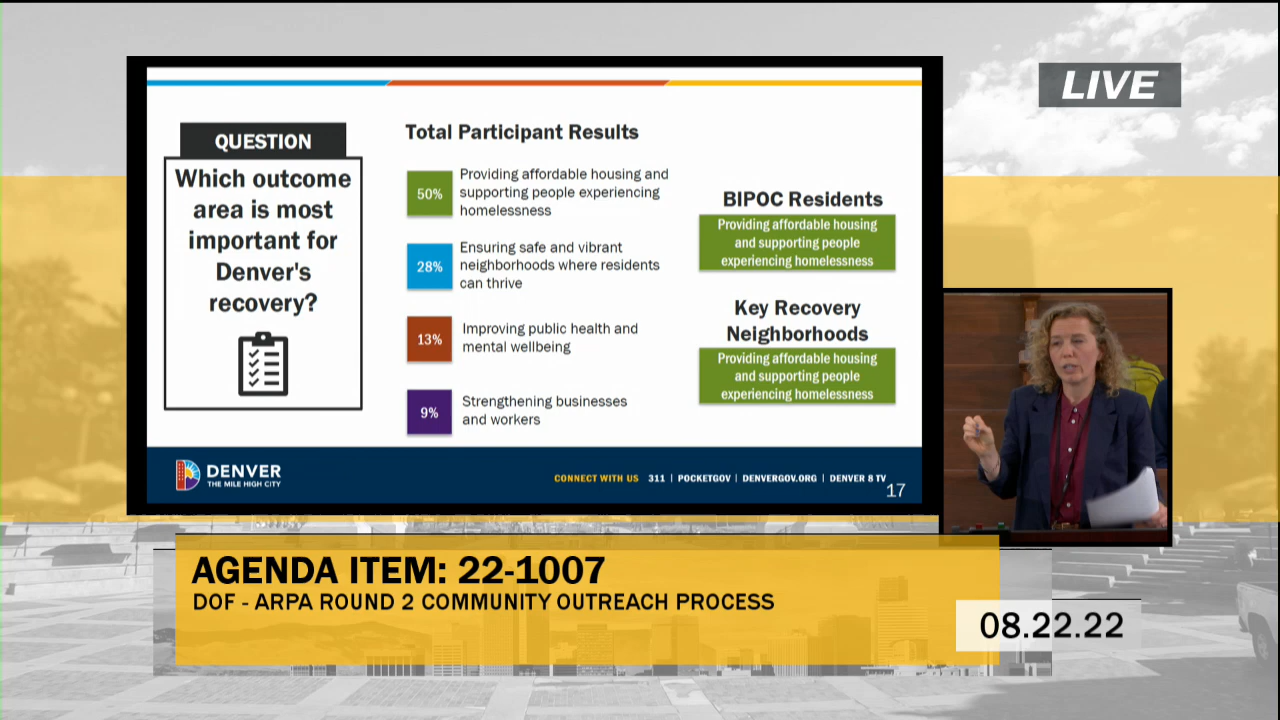 LIVE
QUESTION
Which outcome
area is most
important for
Denver's
recovery?
Total Participant Results
50%
Providing affordable housing and
supporting people experiencing
homelessness
28%
Ensuring safe and vibrant
neighborhoods where residents
can thrive
13%
Improving public health and
mental wellbeing
9%
Strengthening businesses
and workers
BIPOC Residents
Providing affordable housing
and supporting people
experiencing homelessness
Key Recovery
Neighborhoods
Providing affordable housing
and supporting people
experiencing homelessness
DENVER
THE MILE HIGH CITY
CONNECT WITH US 311 | POCKETGOV | DENVERGOV.ORG | DENVER 8 TV
17
AGENDA ITEM: 22-1007
DOF - ARPA ROUND 2 COMMUNITY OUTREACH PROCESS
08.22.22